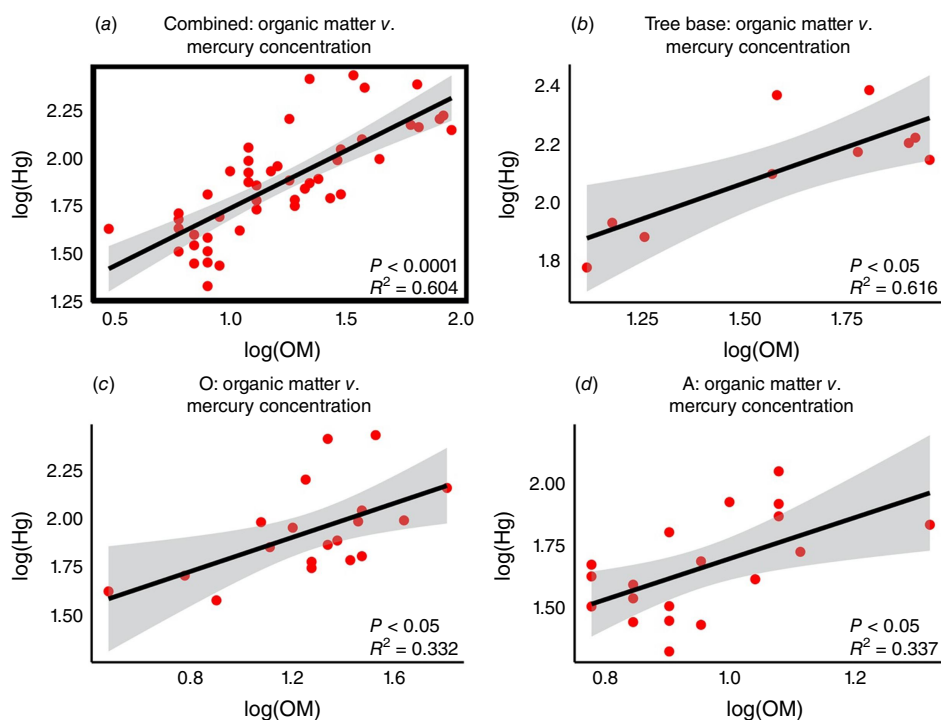 (a) Combined: organic matter v.
mercury concentration
log(Hg)
2.25
2.00
1.75
1.50
1.25
P < 0.0001
R² = 0.604
0.5 1.0 1.5 2.0
log(OM)
(b) Tree base: organic matter v.
mercury concentration
log(Hg)
2.4
2.2
2.0
1.8
P < 0.05
R² = 0.616
1.25 1.50 1.75
log(OM)
(c) O: organic matter v.
mercury concentration
log(Hg)
2.25
2.00
1.75
1.50
P < 0.05
R² = 0.332
0.8 1.2 1.6
log(OM)
(d) A: organic matter v.
mercury concentration
log(Hg)
2.00
1.75
1.50
P < 0.05
R² = 0.337
0.8 1.0 1.2
log(OM)